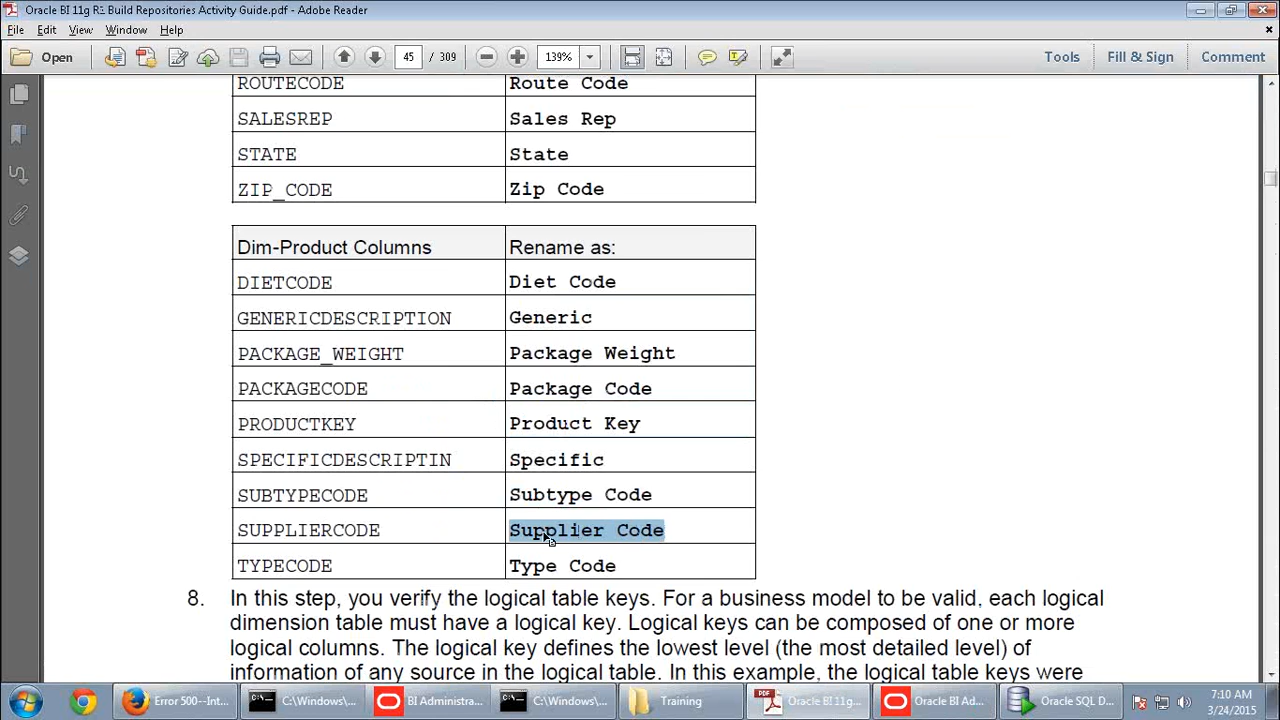 Oracle BI 11g R1 Build Repositories Activity Guide.pdf - Adobe Reader
File Edit View Window Help
Open 45 / 309 139% Tools Fill & Sign Comment
ROUTECODE Route Code
SALESREP Sales Rep
STATE State
ZIP_CODE Zip Code
Dim-Product Columns Rename as:
DIETCODE Diet Code
GENERICDESCRIPTION Generic
PACKAGE_WEIGHT Package Weight
PACKAGECODE Package Code
PRODUCTKEY Product Key
SPECIFICDESCRIPTIN Specific
SUBTYPECODE Subtype Code
SUPPLIERCODE Supplier Code
TYPECODE Type Code
8. In this step, you verify the logical table keys. For a business model to be valid, each logical
dimension table must have a logical key. Logical keys can be composed of one or more
logical columns. The logical key defines the lowest level (the most detailed level) of
information of any source in the logical table. In this example, the logical table keys were
Error 500--Int... C:\Windows\... BI Administra... C:\Windows\... Training Oracle BI 11g... Oracle BI Ad... Oracle SQL D... 7:10 AM
3/24/2015